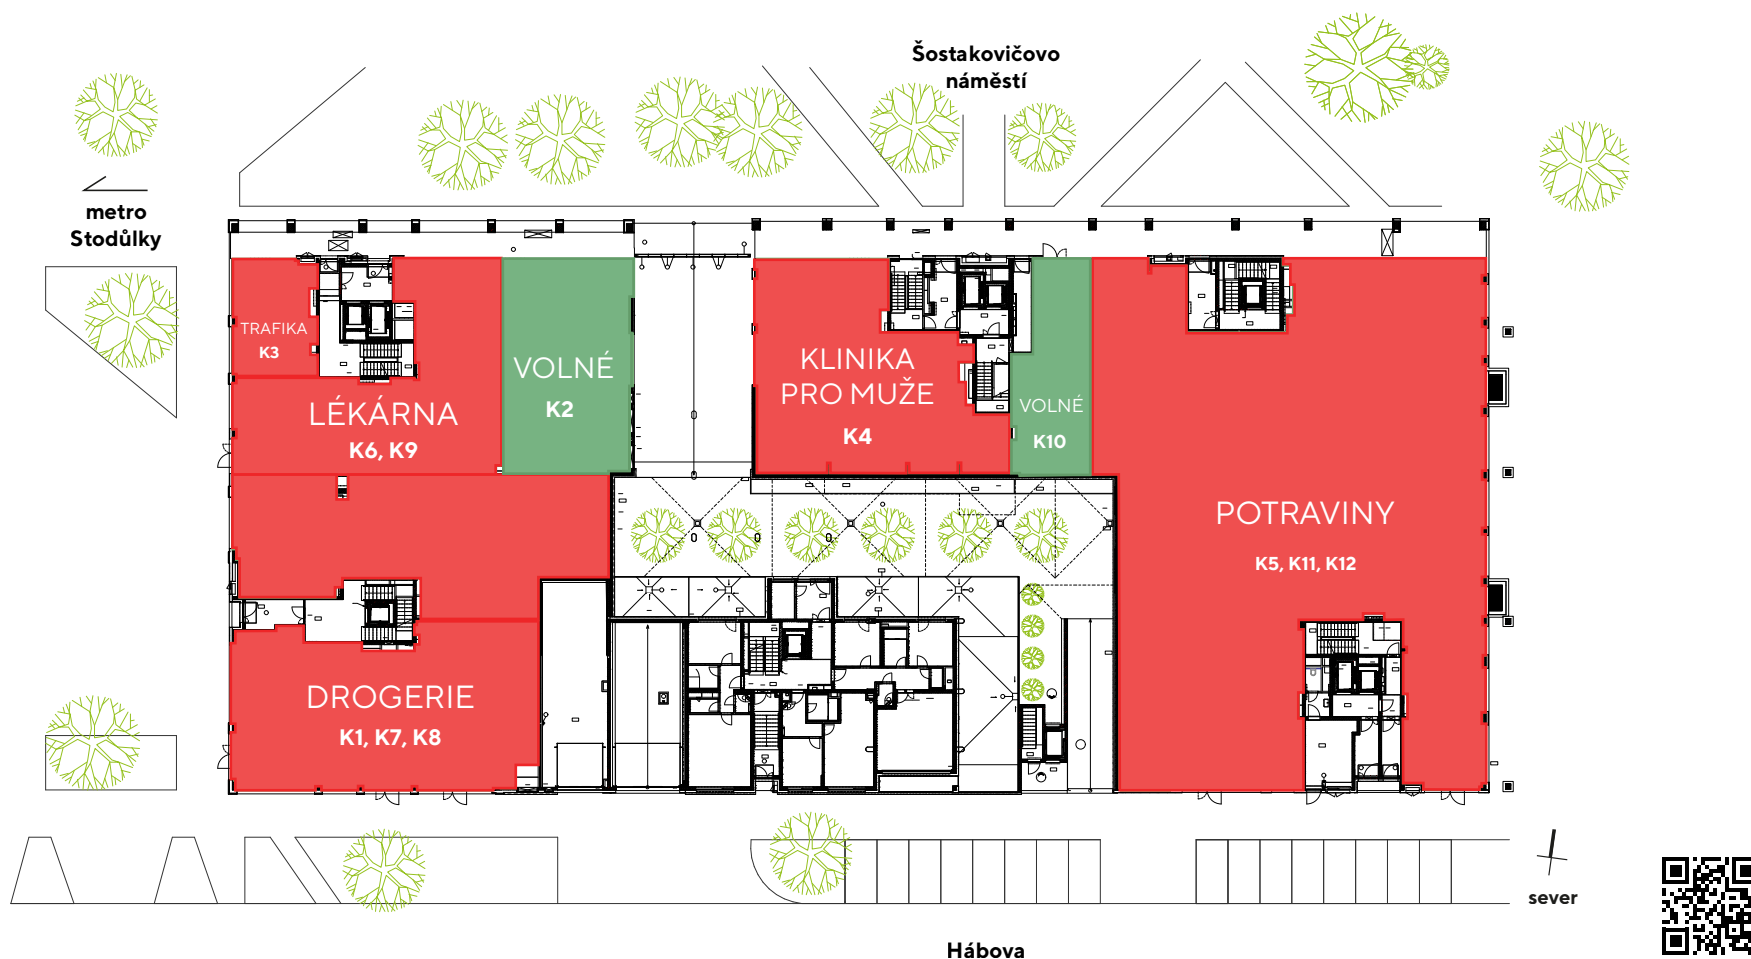 Šostakovičovo
náměstí
metro
Stodůlky
TRAFIKA
K3
LÉKÁRNA
K6, K9
VOLNÉ
K2
KLINIKA
PRO MUŽE
K4
VOLNÉ
K10
POTRAVINY
K5, K11, K12
DROGERIE
K1, K7, K8
sever
Hábova